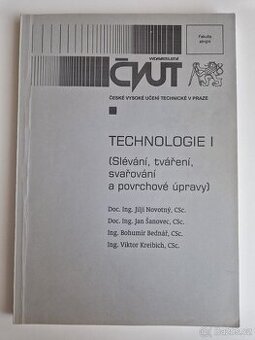 VYDAVATELSTVÍ
ČVUT
Fakulta
strojní
ČESKÉ VYSOKÉ UČENÍ TECHNICKÉ V PRAZE
TECHNOLOGIE I
(Slévání, tváření,
svařování
a povrchové úpravy)
Doc. Ing. Jiljí Novotný, CSc.
Doc. Ing. Jan Šanovec, CSc.
Ing. Bohumír Bednář, CSc.
Ing. Viktor Kreibich, CSc.